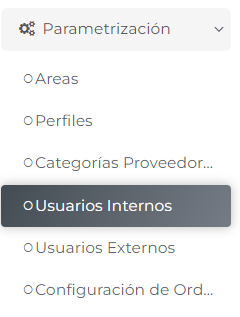 Parametrización
Areas
Perfiles
Categorías Proveedor...
Usuarios Internos
Usuarios Externos
Configuración de Ord...